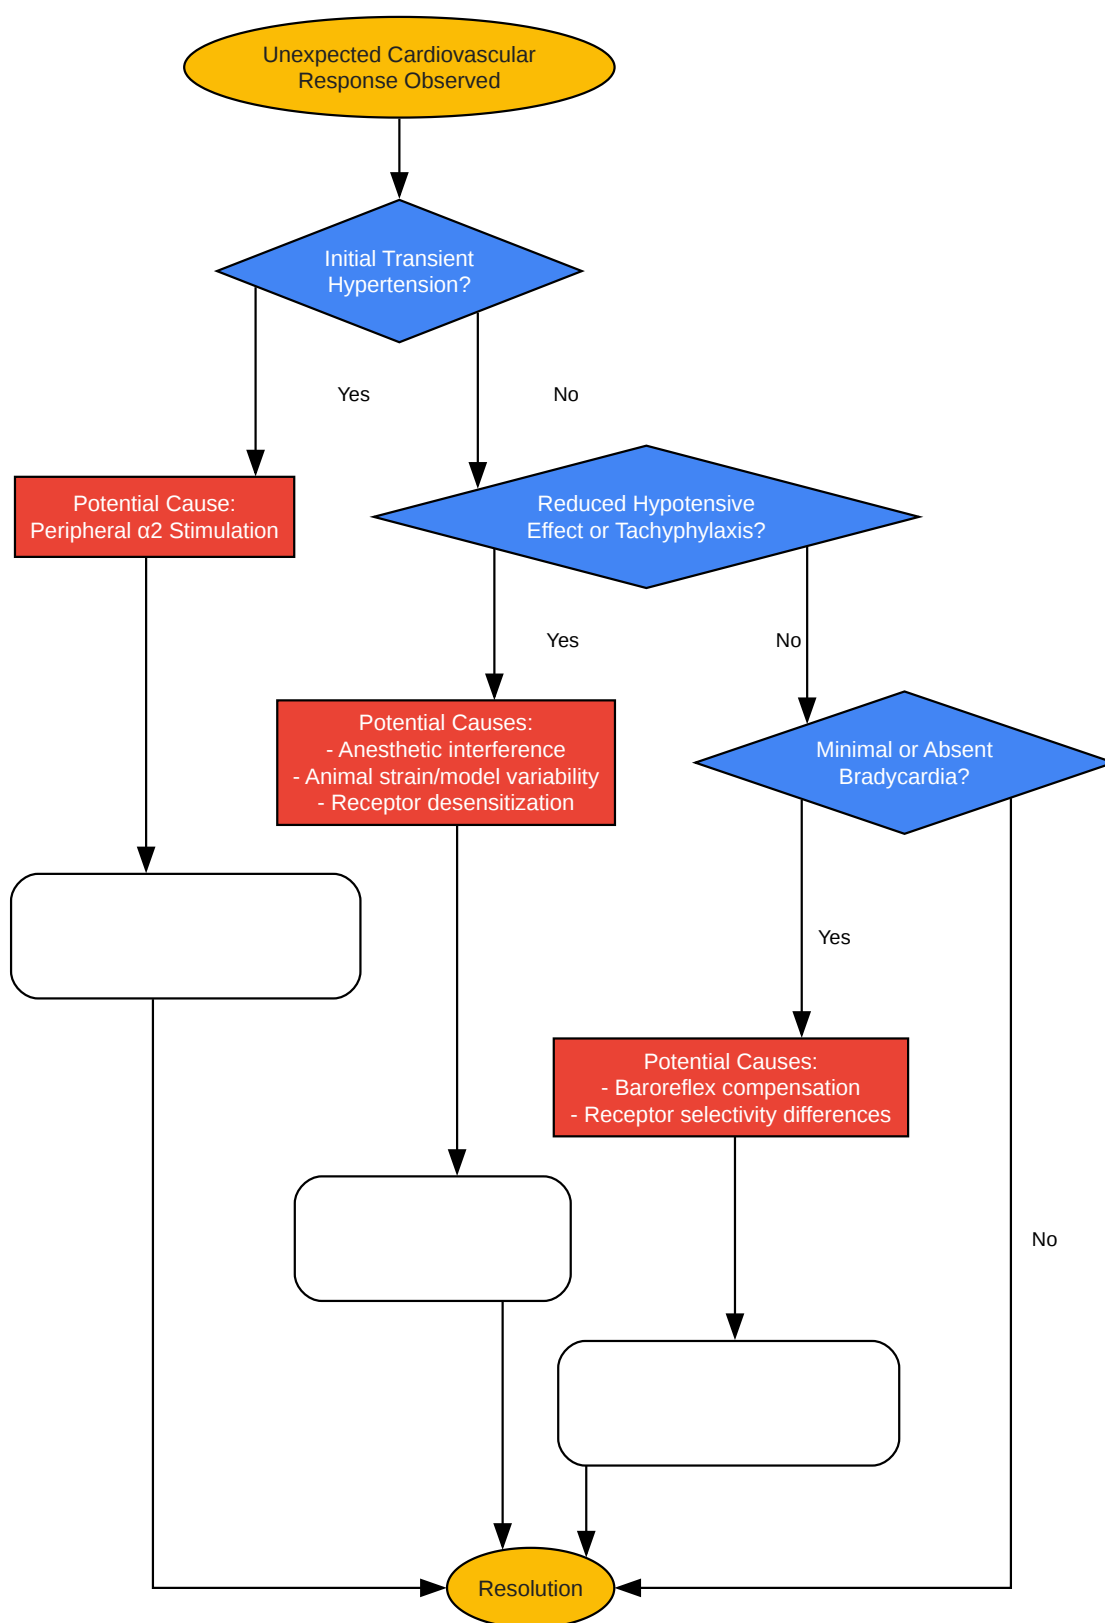 Unexpected Cardiovascular
Response Observed
Initial Transient
Hypertension?
Yes
No
Potential Cause:
Peripheral α2 Stimulation
Reduced Hypotensive
Effect or Tachyphylaxis?
Yes
No
Potential Causes:
- Anesthetic interference
- Animal strain/model variability
- Receptor desensitization
Minimal or Absent
Bradycardia?
Yes
Potential Causes:
- Baroreflex compensation
- Receptor selectivity differences
No
Resolution